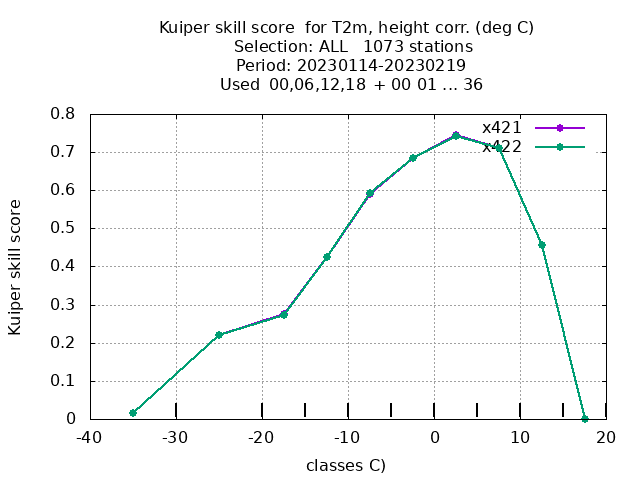 Kuiper skill score  for T2m, height corr. (deg C)
Selection: ALL   1073 stations
Period: 20230114-20230219
Used  00,06,12,18  + 00 01 ... 36
x421
x422
Kuiper skill score
0.8
0.7
0.6
0.5
0.4
0.3
0.2
0.1
0
-40 -30 -20 -10 0 10 20
classes C)